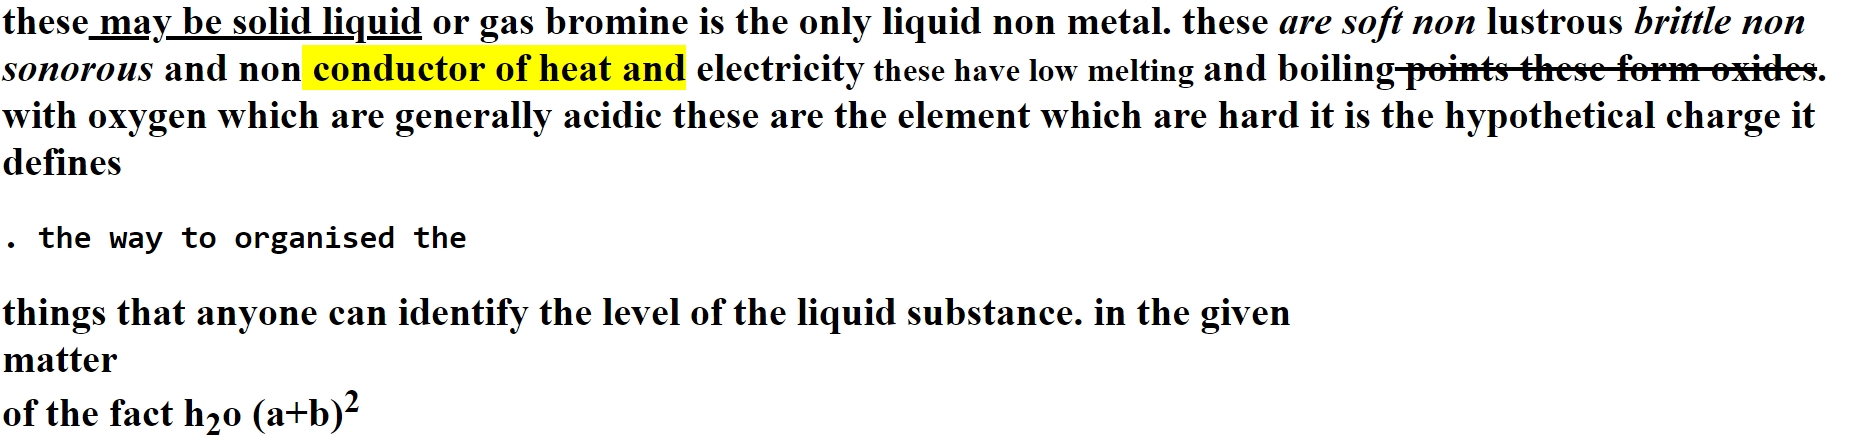 these may be solid liquid or gas bromine is the only liquid non metal. these are soft non lustrous brittle non
sonorous and non conductor of heat and electricity these have low melting and boiling points these form oxides.
with oxygen which are generally acidic these are the element which are hard it is the hypothetical charge it
defines
. the way to organised the
things that anyone can identify the level of the liquid substance. in the given
matter
of the fact h₂o (a+b)²